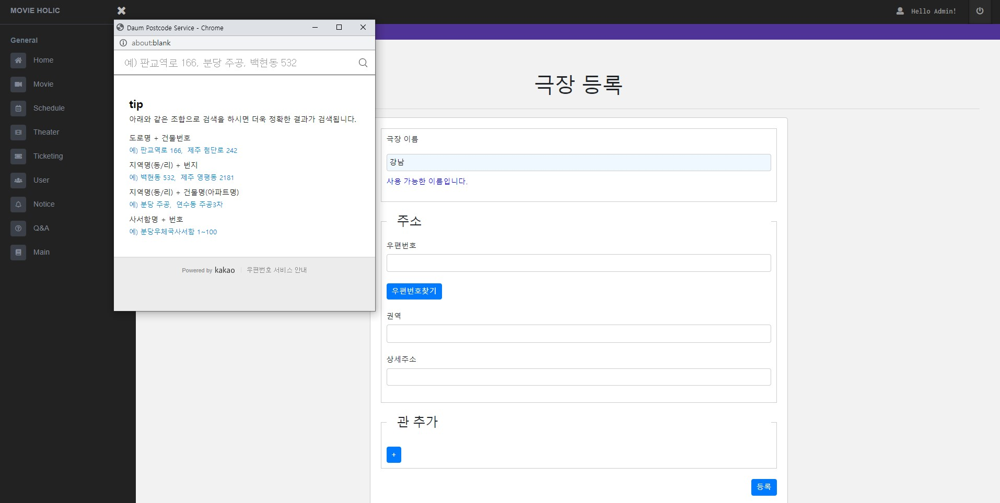 MOVIE HOLIC
Hello Admin!
General
Home
Movie
Schedule
Theater
Ticketing
User
Notice
Q&A
Main
Daum Postcode Service - Chrome
about:blank
예) 판교역로 166, 분당 주공, 백현동 532
tip
아래와 같은 조합으로 검색을 하시면 더욱 정확한 결과가 검색됩니다.
도로명 + 건물번호
예) 판교역로 166, 제주 첨단로 242
지역명(동/리) + 번지
예) 백현동 532, 제주 영평동 2181
지역명(동/리) + 건물명(아파트명)
예) 분당 주공, 연수동 주공3차
사서함명 + 번호
예) 분당우체국사서함 1~100
Powered by kakao 우편번호 서비스 안내
극장 등록
극장 이름
강남
사용 가능한 이름입니다.
주소
우편번호
우편번호찾기
권역
상세주소
관 추가
+
등록